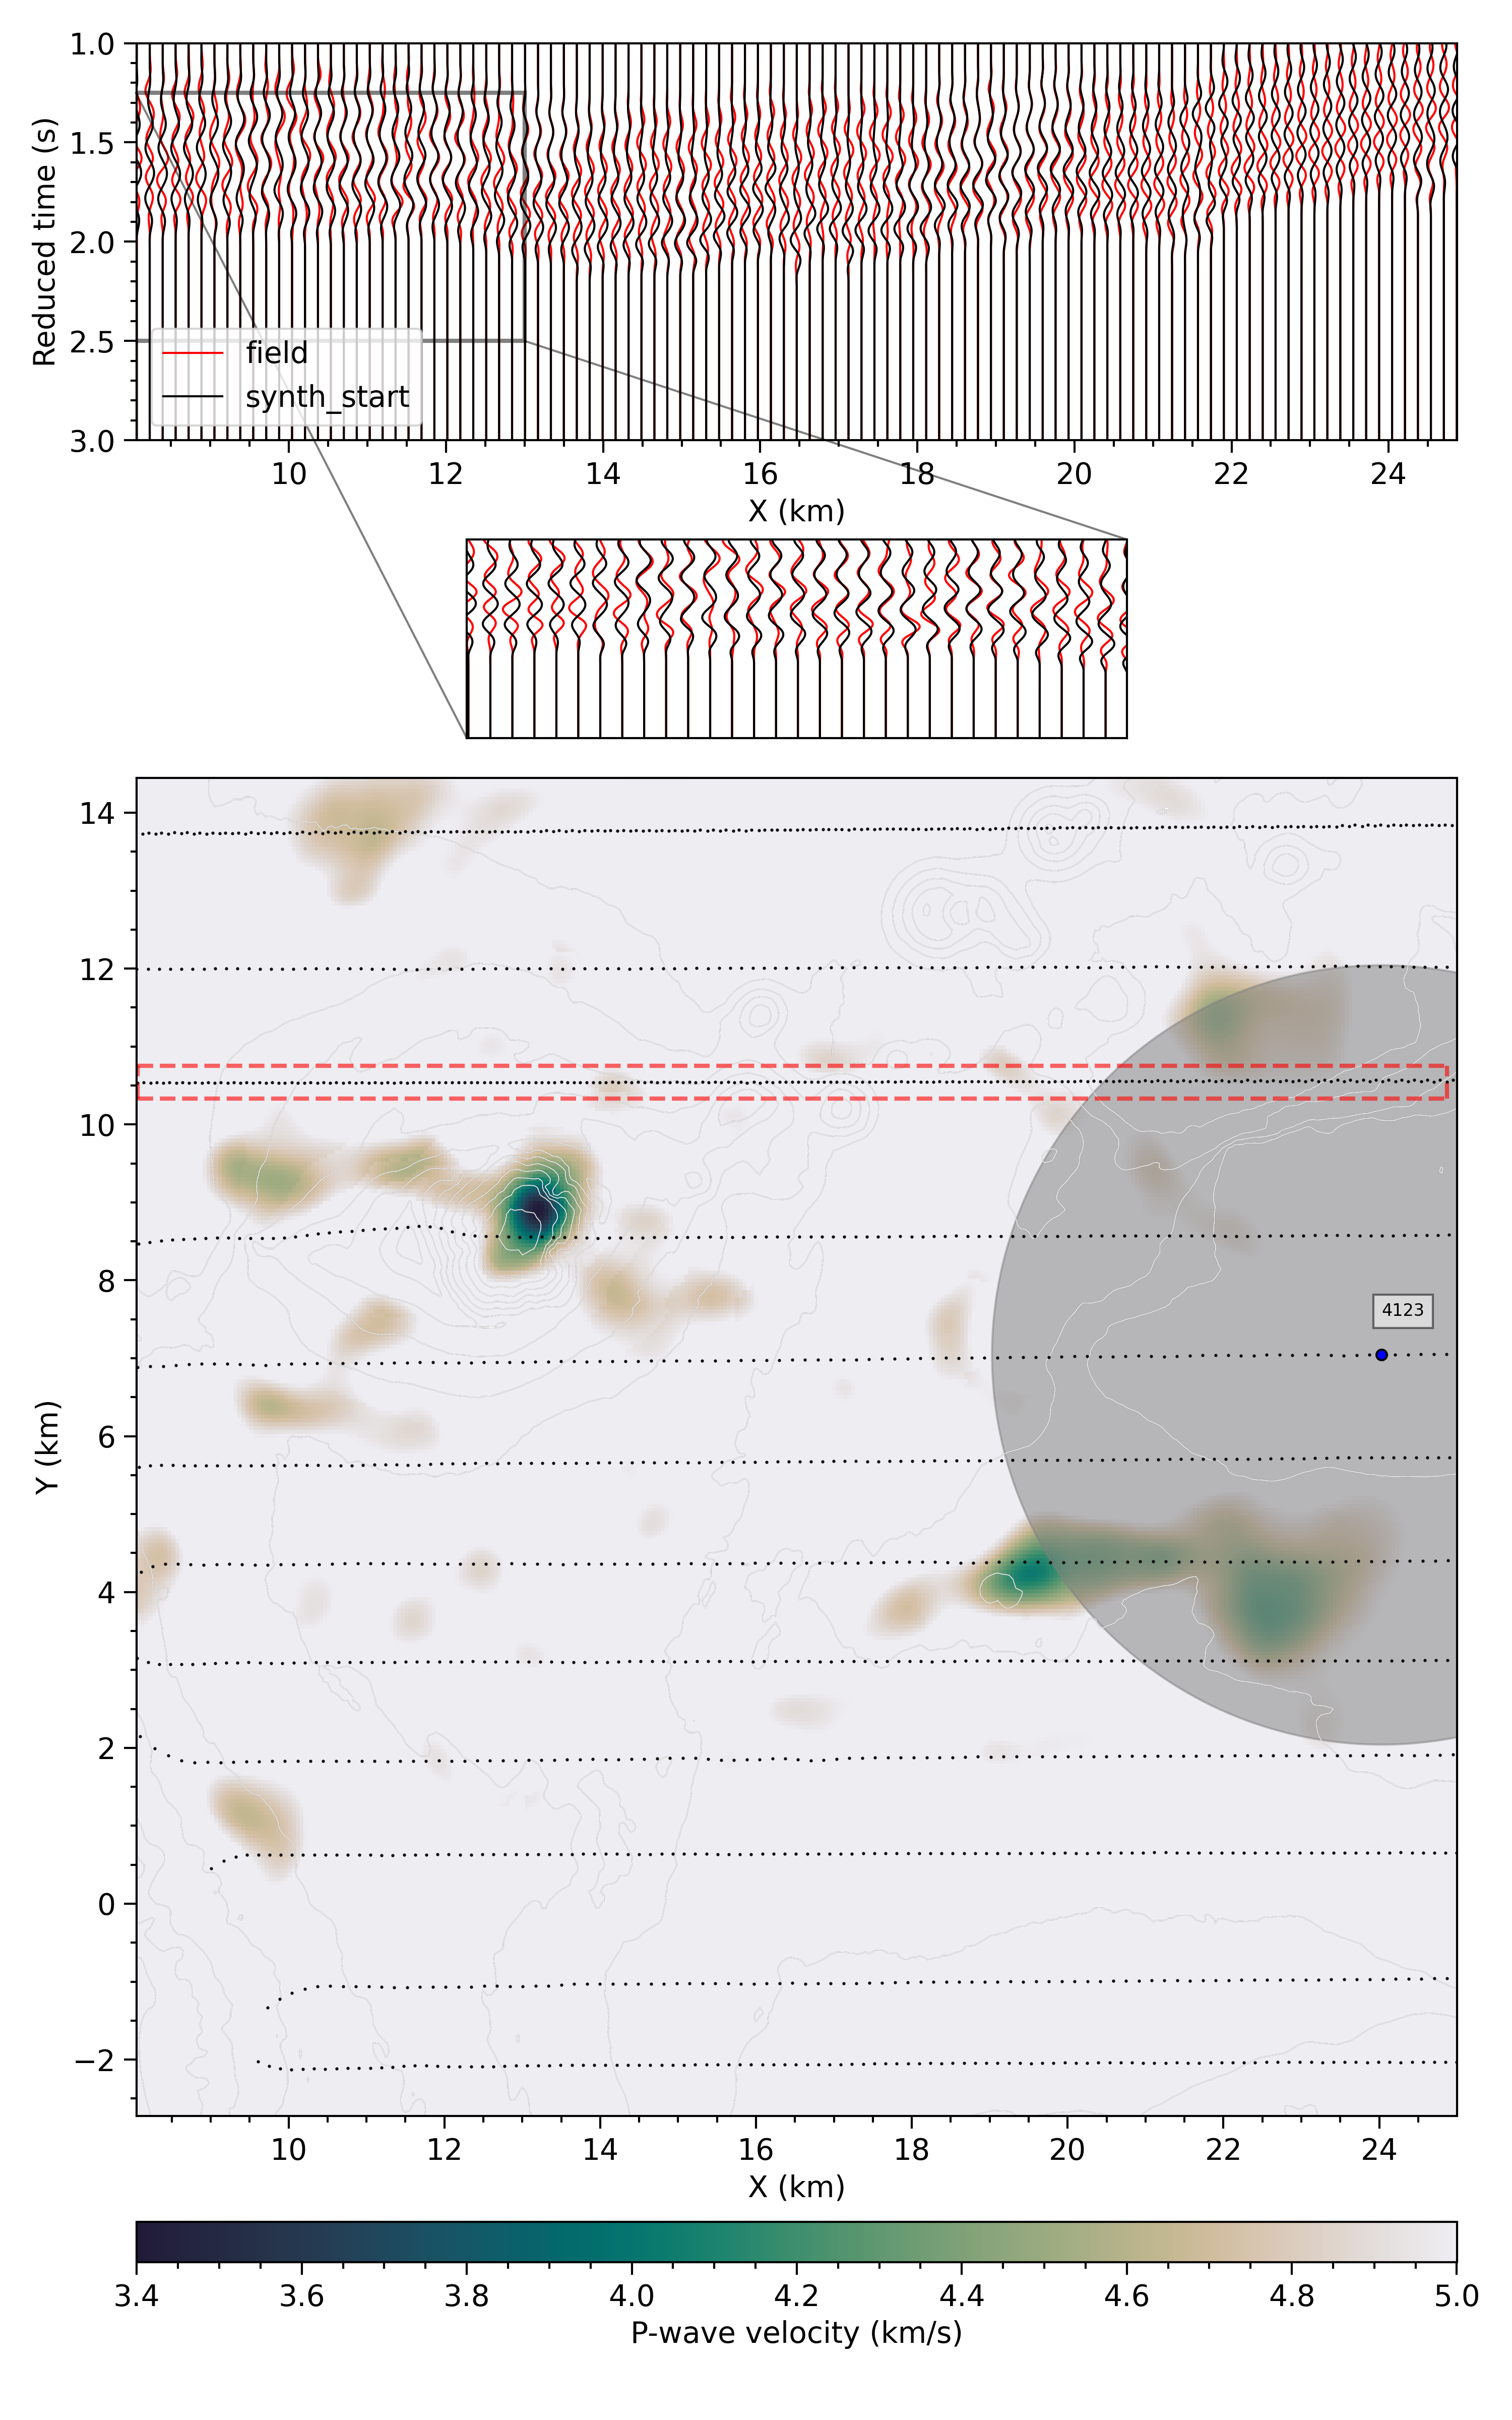 1.0
1.5
2.0
2.5
3.0
Reduced time (s)
field
synth_start
10 12 14 16 18 20 22 24
X (km)
14
12
10
8
6
4
2
0
−2
Y (km)
4123
10 12 14 16 18 20 22 24
X (km)
3.4 3.6 3.8 4.0 4.2 4.4 4.6 4.8 5.0
P-wave velocity (km/s)